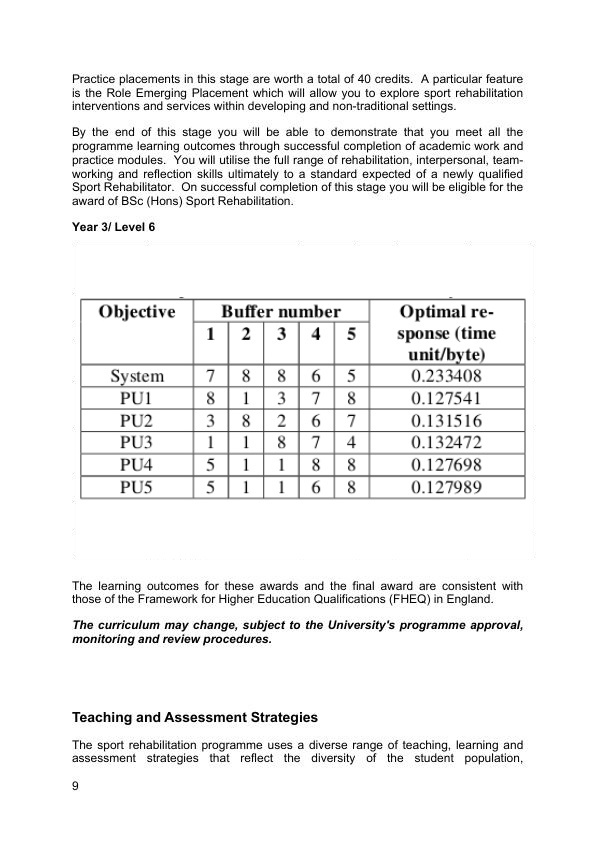 Practice placements in this stage are worth a total of 40 credits. A particular feature
is the Role Emerging Placement which will allow you to explore sport rehabilitation
interventions and services within developing and non-traditional settings.
By the end of this stage you will be able to demonstrate that you meet all the
programme learning outcomes through successful completion of academic work and
practice modules. You will utilise the full range of rehabilitation, interpersonal, team-
working and reflection skills ultimately to a standard expected of a newly qualified
Sport Rehabilitator. On successful completion of this stage you will be eligible for the
award of BSc (Hons) Sport Rehabilitation.
Year 3/ Level 6
Objective Buffer number Optimal re-
1 2 3 4 5 sponse (time
unit/byte)
System 7 8 8 6 5 0.233408
PU1 8 1 3 7 8 0.127541
PU2 3 8 2 6 7 0.131516
PU3 1 1 8 7 4 0.132472
PU4 5 1 1 8 8 0.127698
PU5 5 1 1 6 8 0.127989
The learning outcomes for these awards and the final award are consistent with
those of the Framework for Higher Education Qualifications (FHEQ) in England.
The curriculum may change, subject to the University's programme approval,
monitoring and review procedures.
Teaching and Assessment Strategies
The sport rehabilitation programme uses a diverse range of teaching, learning and
assessment strategies that reflect the diversity of the student population,
9